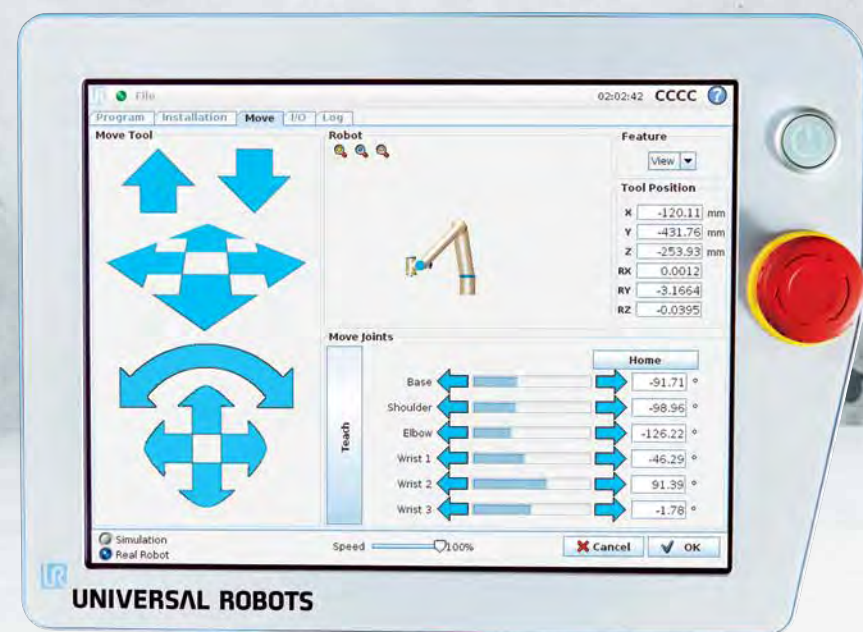 File 02:02:42 CCCC ?
Program Installation Move I/O Log
Move Tool
Robot
Feature
View
Tool Position
X -120.11 mm
Y -431.76 mm
Z -253.93 mm
RX 0.0012
RY -3.1664
RZ -0.0395
Move Joints
Home
Teach
Base -91.71 °
Shoulder -98.96 °
Elbow -126.22 °
Wrist 1 -46.29 °
Wrist 2 91.39 °
Wrist 3 -1.78 °
Simulation
Real Robot
Speed 100%
Cancel OK
UR
UNIVERSAL ROBOTS